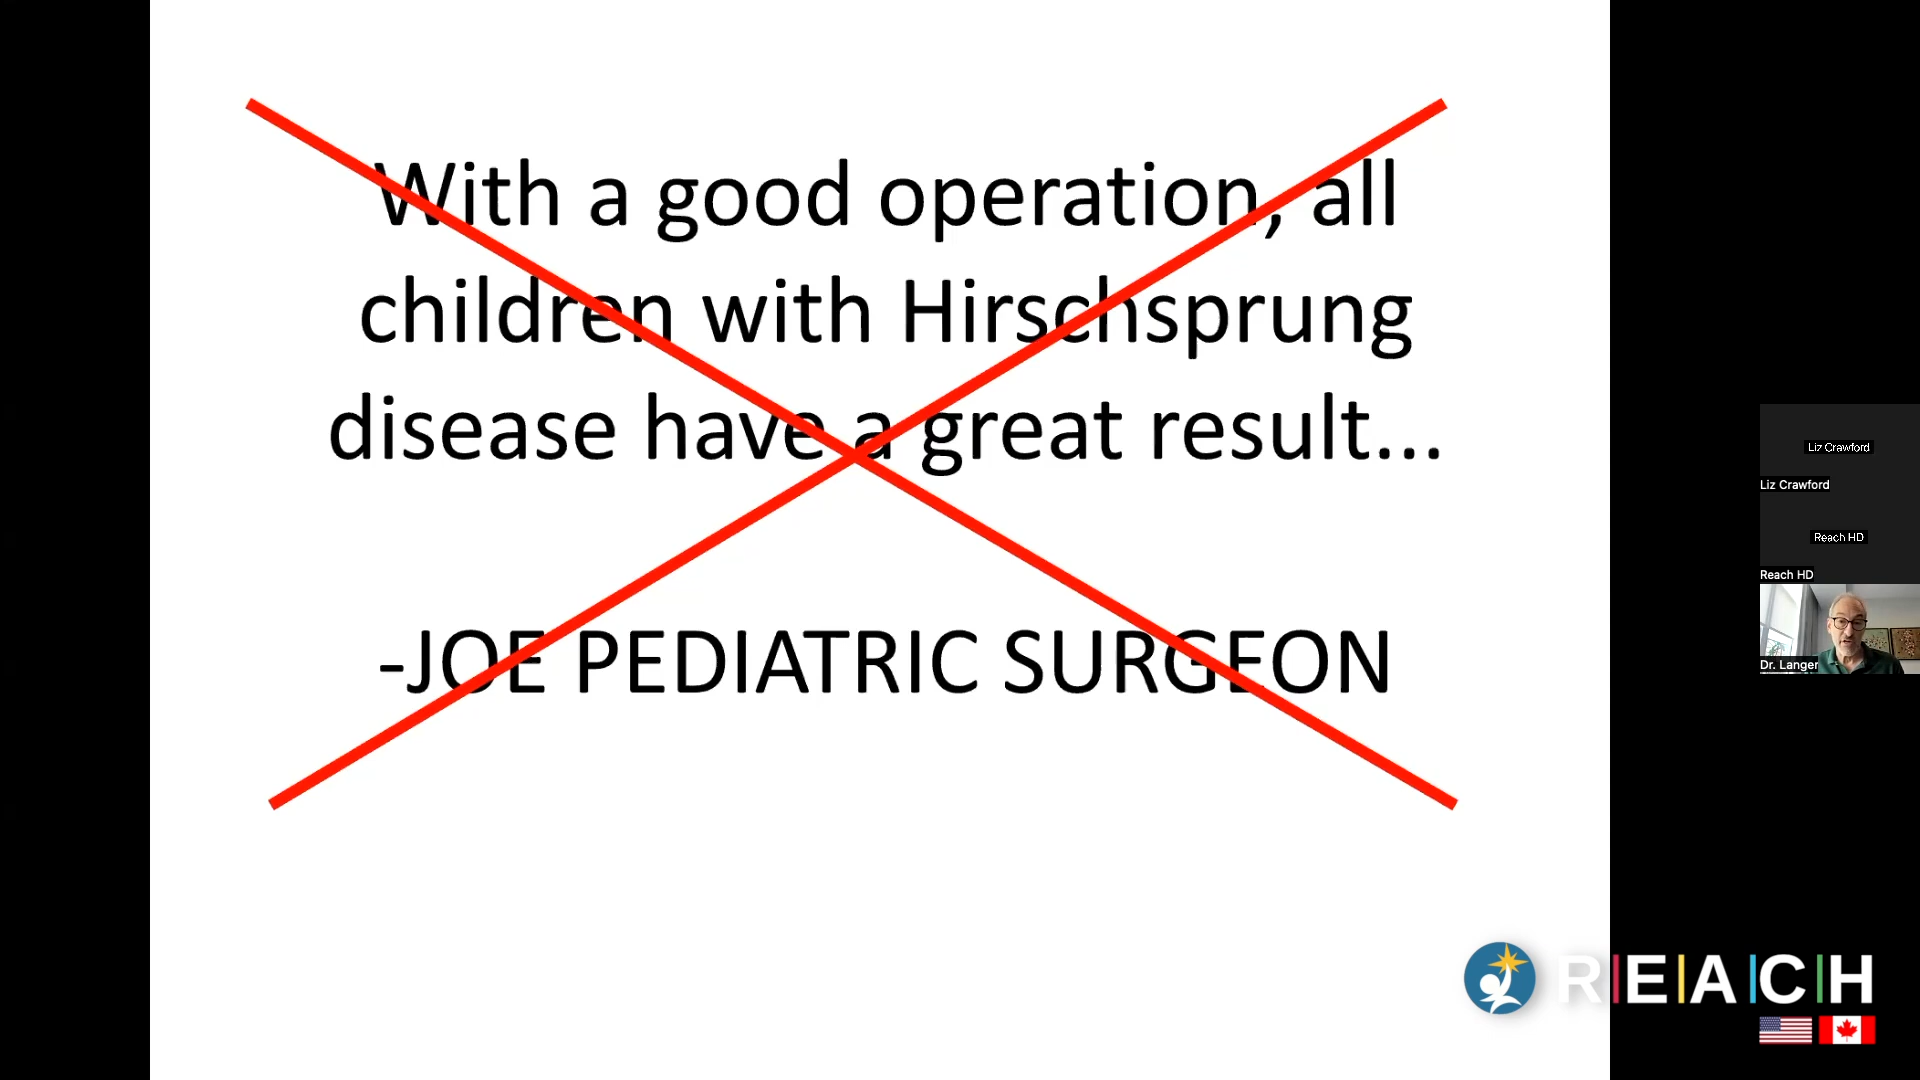 With a good operation, all
children with Hirschsprung
disease have a great result...
-JOE PEDIATRIC SURGEON
Liz Crawford
Liz Crawford
Reach HD
Reach HD
Dr. Langer
R|E|A|C|H